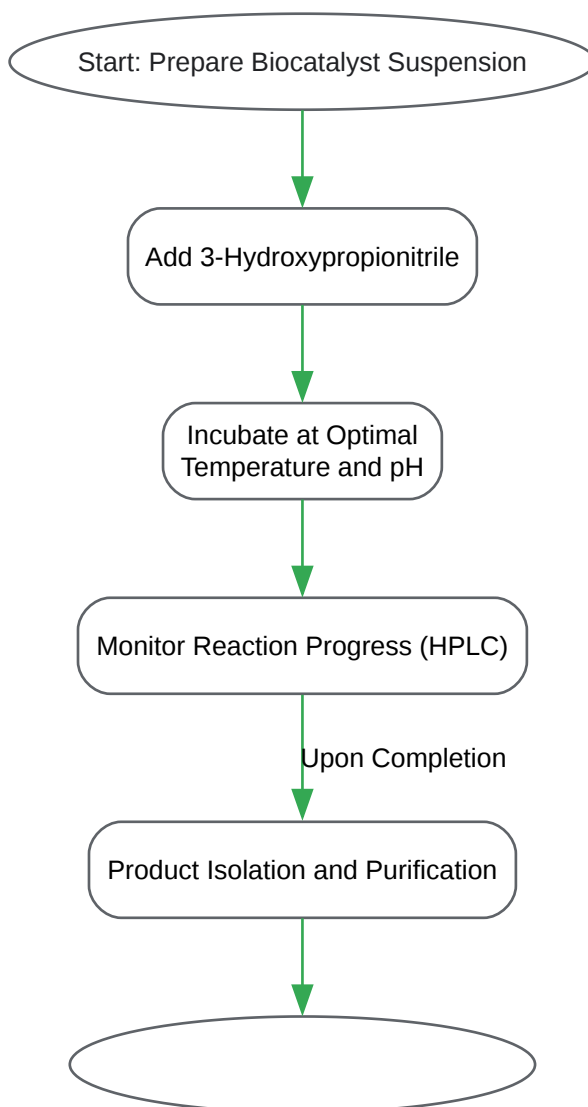 Start: Prepare Biocatalyst Suspension
Add 3-Hydroxypropionitrile
Incubate at Optimal
Temperature and pH
Monitor Reaction Progress (HPLC)
Upon Completion
Product Isolation and Purification